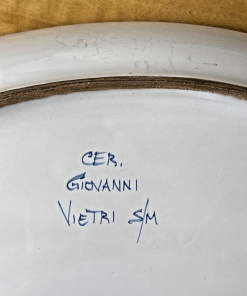 CER.
GIOVANNI
VIETRI S/M